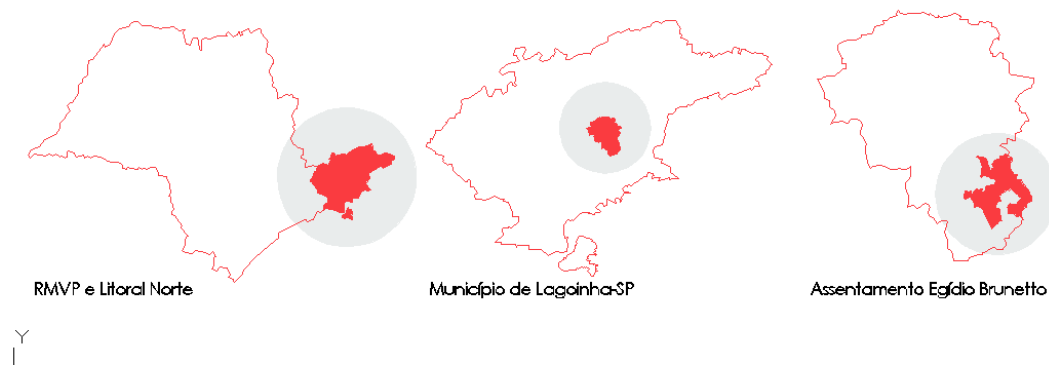 RMVP e Litoral Norte
Município de Lagoinha-SP
Assentamento Egídio Brunetto
Y